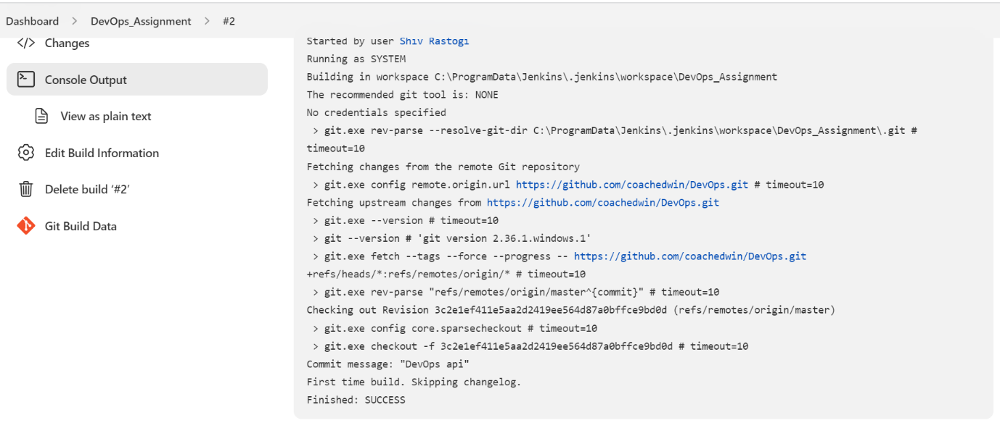 Dashboard > DevOps_Assignment > #2
</> Changes
Console Output
View as plain text
Edit Build Information
Delete build ‘#2’
Git Build Data
Started by user Shiv Rastogi
Running as SYSTEM
Building in workspace C:\ProgramData\Jenkins\.jenkins\workspace\DevOps_Assignment
The recommended git tool is: NONE
No credentials specified
> git.exe rev-parse --resolve-git-dir C:\ProgramData\Jenkins\.jenkins\workspace\DevOps_Assignment\.git #
timeout=10
Fetching changes from the remote Git repository
> git.exe config remote.origin.url https://github.com/coachedwin/DevOps.git # timeout=10
Fetching upstream changes from https://github.com/coachedwin/DevOps.git
> git.exe --version # timeout=10
> git --version # 'git version 2.36.1.windows.1'
> git.exe fetch --tags --force --progress -- https://github.com/coachedwin/DevOps.git
+refs/heads/*:refs/remotes/origin/* # timeout=10
> git.exe rev-parse "refs/remotes/origin/master^{commit}" # timeout=10
Checking out Revision 3c2e1ef411e5aa2d2419ee564d87a0bffce9bd0d (refs/remotes/origin/master)
> git.exe config core.sparsecheckout # timeout=10
> git.exe checkout -f 3c2e1ef411e5aa2d2419ee564d87a0bffce9bd0d # timeout=10
Commit message: "DevOps api"
First time build. Skipping changelog.
Finished: SUCCESS